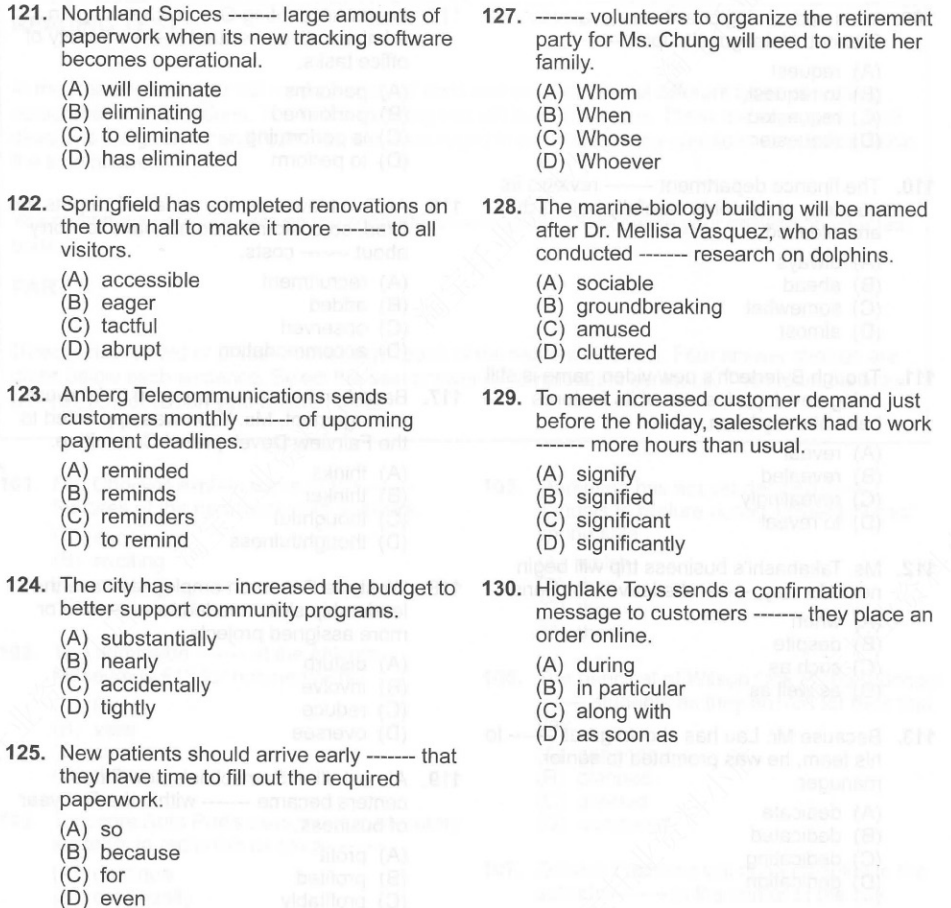 121. Northland Spices ------- large amounts of
paperwork when its new tracking software
becomes operational.
(A) will eliminate
(B) eliminating
(C) to eliminate
(D) has eliminated
122. Springfield has completed renovations on
the town hall to make it more ------- to all
visitors.
(A) accessible
(B) eager
(C) tactful
(D) abrupt
123. Anberg Telecommunications sends
customers monthly ------- of upcoming
payment deadlines.
(A) reminded
(B) reminds
(C) reminders
(D) to remind
124. The city has ------- increased the budget to
better support community programs.
(A) substantially
(B) nearly
(C) accidentally
(D) tightly
125. New patients should arrive early ------- that
they have time to fill out the required
paperwork.
(A) so
(B) because
(C) for
(D) even
127. ------- volunteers to organize the retirement
party for Ms. Chung will need to invite her
family.
(A) Whom
(B) When
(C) Whose
(D) Whoever
128. The marine-biology building will be named
after Dr. Mellisa Vasquez, who has
conducted ------- research on dolphins.
(A) sociable
(B) groundbreaking
(C) amused
(D) cluttered
129. To meet increased customer demand just
before the holiday, salesclerks had to work
------- more hours than usual.
(A) signify
(B) signified
(C) significant
(D) significantly
130. Highlake Toys sends a confirmation
message to customers ------- they place an
order online.
(A) during
(B) in particular
(C) along with
(D) as soon as